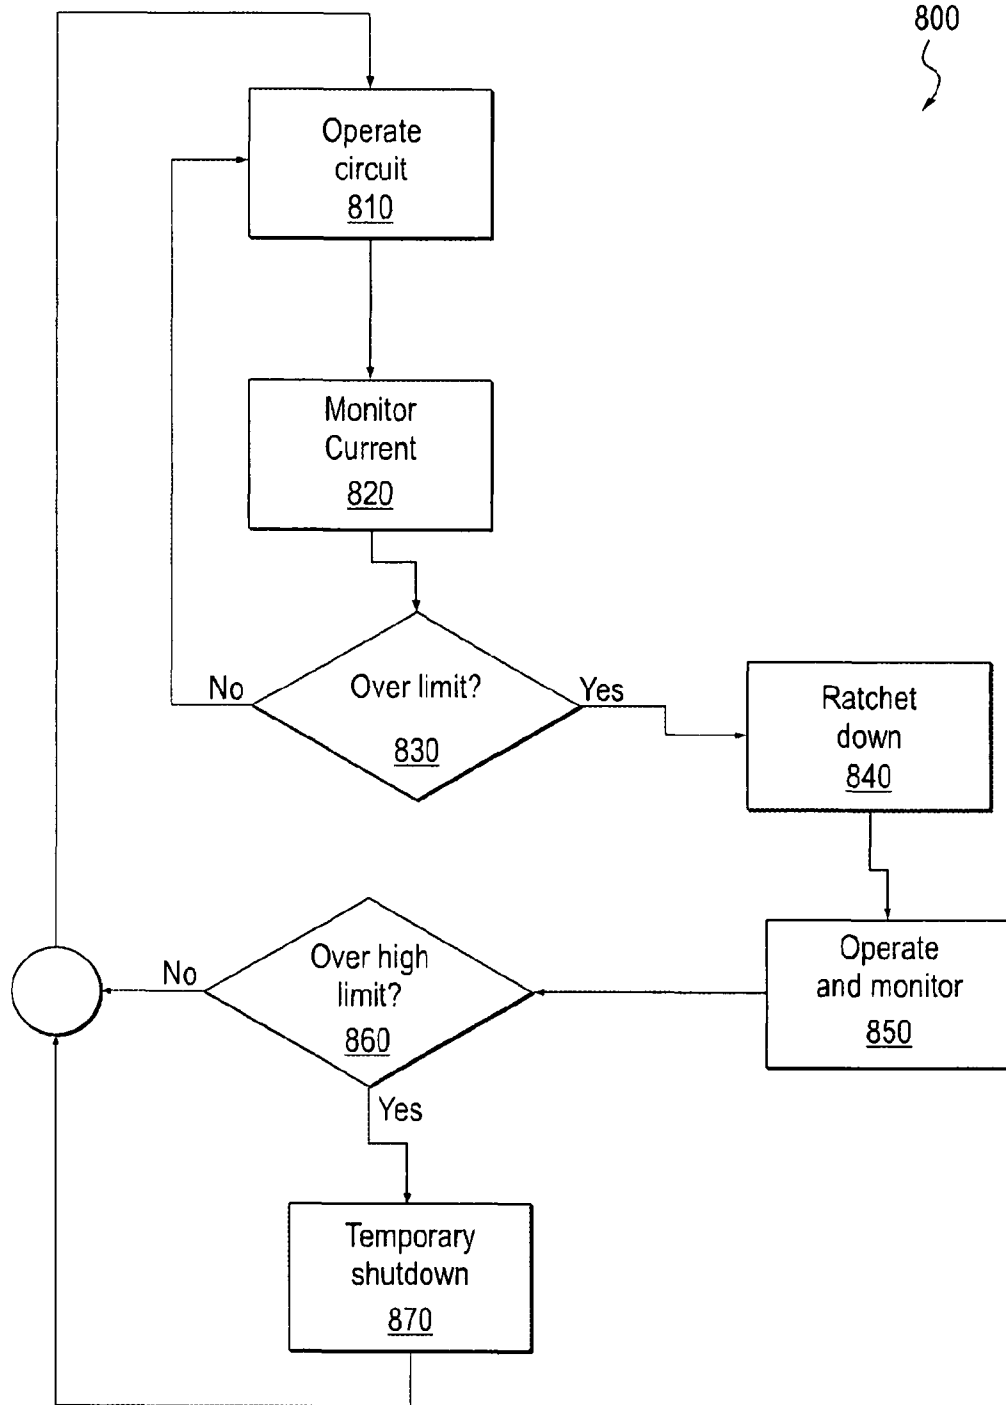 800
Operate
circuit
810
Monitor
Current
820
Over limit?
830
No
Yes
Ratchet
down
840
Operate
and monitor
850
Over high
limit?
860
No
Yes
Temporary
shutdown
870